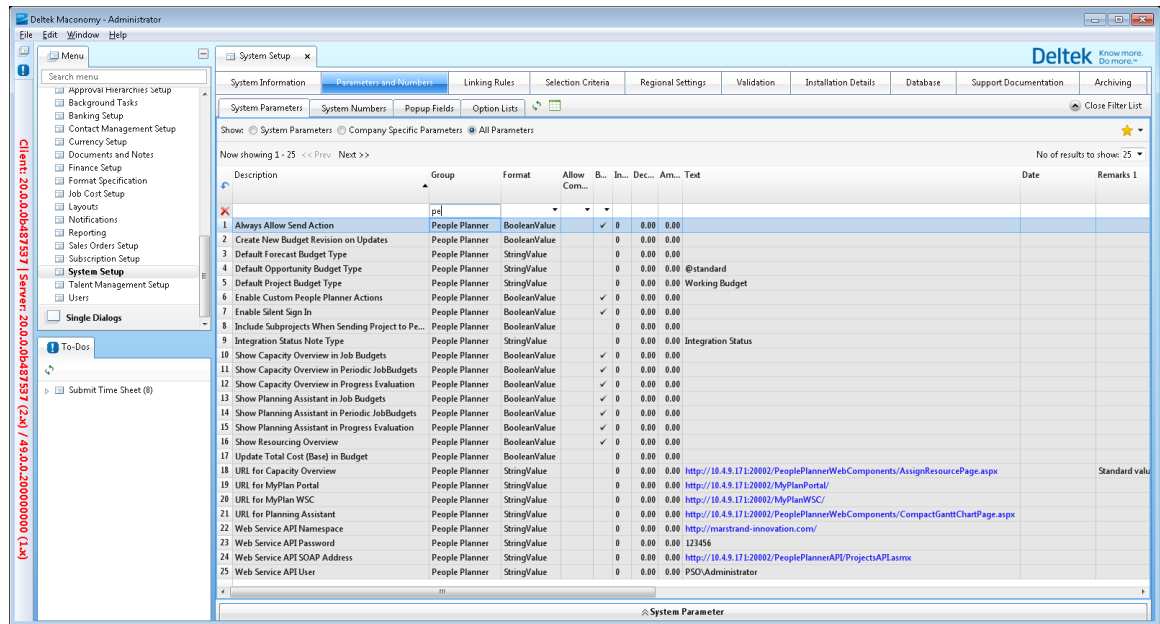 Deltek Maconomy - Administrator
File Edit Window Help
Menu
Search menu
Approval Hierarchies Setup
Background Tasks
Banking Setup
Contact Management Setup
Currency Setup
Documents and Notes
Finance Setup
Format Specification
Job Cost Setup
Layouts
Notifications
Reporting
Sales Orders Setup
Subscription Setup
System Setup
Talent Management Setup
Users
Single Dialogs
To-Dos
Submit Time Sheet (8)
Client: 20.0.0.0b487537 | Server: 20.0.0.0b487537 (2.x) / 49.0.0.200000000 (1.x)
System Setup x
Deltek Know more. Do more.™
System Information Parameters and Numbers Linking Rules Selection Criteria Regional Settings Validation Installation Details Database Support Documentation Archiving
System Parameters System Numbers Popup Fields Option Lists Close Filter List
Show: System Parameters Company Specific Parameters All Parameters
Now showing 1 - 25 << Prev Next >> No of results to show: 25
Description Group Format Allow Com... B... In... Dec... Am... Text Date Remarks 1
pe
1 Always Allow Send Action People Planner BooleanValue ✓ 0 0.00 0.00
2 Create New Budget Revision on Updates People Planner BooleanValue 0 0.00 0.00
3 Default Forecast Budget Type People Planner StringValue 0 0.00 0.00
4 Default Opportunity Budget Type People Planner StringValue 0 0.00 0.00 @standard
5 Default Project Budget Type People Planner StringValue 0 0.00 0.00 Working Budget
6 Enable Custom People Planner Actions People Planner BooleanValue ✓ 0 0.00 0.00
7 Enable Silent Sign In People Planner BooleanValue ✓ 0 0.00 0.00
8 Include Subprojects When Sending Project to Pe... People Planner BooleanValue 0 0.00 0.00
9 Integration Status Note Type People Planner StringValue 0 0.00 0.00 Integration Status
10 Show Capacity Overview in Job Budgets People Planner BooleanValue ✓ 0 0.00 0.00
11 Show Capacity Overview in Periodic JobBudgets People Planner BooleanValue ✓ 0 0.00 0.00
12 Show Capacity Overview in Progress Evaluation People Planner BooleanValue ✓ 0 0.00 0.00
13 Show Planning Assistant in Job Budgets People Planner BooleanValue ✓ 0 0.00 0.00
14 Show Planning Assistant in Periodic JobBudgets People Planner BooleanValue ✓ 0 0.00 0.00
15 Show Planning Assistant in Progress Evaluation People Planner BooleanValue ✓ 0 0.00 0.00
16 Show Resourcing Overview People Planner BooleanValue ✓ 0 0.00 0.00
17 Update Total Cost (Base) in Budget People Planner BooleanValue 0 0.00 0.00
18 URL for Capacity Overview People Planner StringValue 0 0.00 0.00 http://10.4.9.171:20002/PeoplePlannerWebComponents/AssignResourcePage.aspx Standard valu
19 URL for MyPlan Portal People Planner StringValue 0 0.00 0.00 http://10.4.9.171:20002/MyPlanPortal/
20 URL for MyPlan WSC People Planner StringValue 0 0.00 0.00 http://10.4.9.171:20002/MyPlanWSC/
21 URL for Planning Assistant People Planner StringValue 0 0.00 0.00 http://10.4.9.171:20002/PeoplePlannerWebComponents/CompactGanttChartPage.aspx
22 Web Service API Namespace People Planner StringValue 0 0.00 0.00 http://marstrand-innovation.com/
23 Web Service API Password People Planner StringValue 0 0.00 0.00 123456
24 Web Service API SOAP Address People Planner StringValue 0 0.00 0.00 http://10.4.9.171:20002/PeoplePlannerAPI/ProjectsAPI.asmx
25 Web Service API User People Planner StringValue 0 0.00 0.00 PSO\Administrator
System Parameter